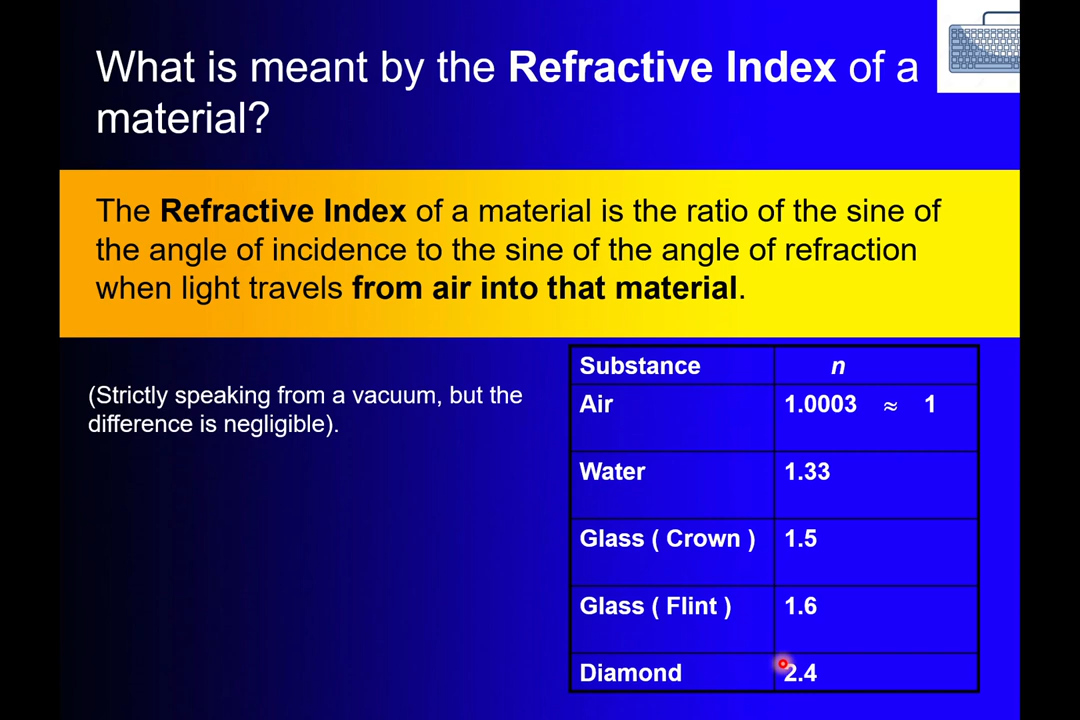 What is meant by the Refractive Index of a
material?
The Refractive Index of a material is the ratio of the sine of
the angle of incidence to the sine of the angle of refraction
when light travels from air into that material.
(Strictly speaking from a vacuum, but the
difference is negligible).
Substance n
Air 1.0003 ≈ 1
Water 1.33
Glass ( Crown ) 1.5
Glass ( Flint ) 1.6
Diamond 2.4